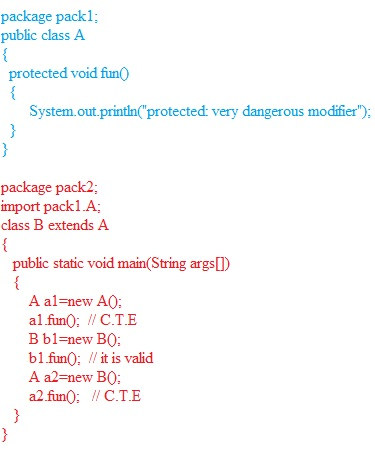 package pack1;
public class A
{
protected void fun()
{
System.out.println("protected: very dangerous modifier");
}
}
package pack2;
import pack1.A;
class B extends A
{
public static void main(String args[])
{
A a1=new A();
a1.fun(); // C.T.E
B b1=new B();
b1.fun(); // it is valid
A a2=new B();
a2.fun(); // C.T.E
}
}